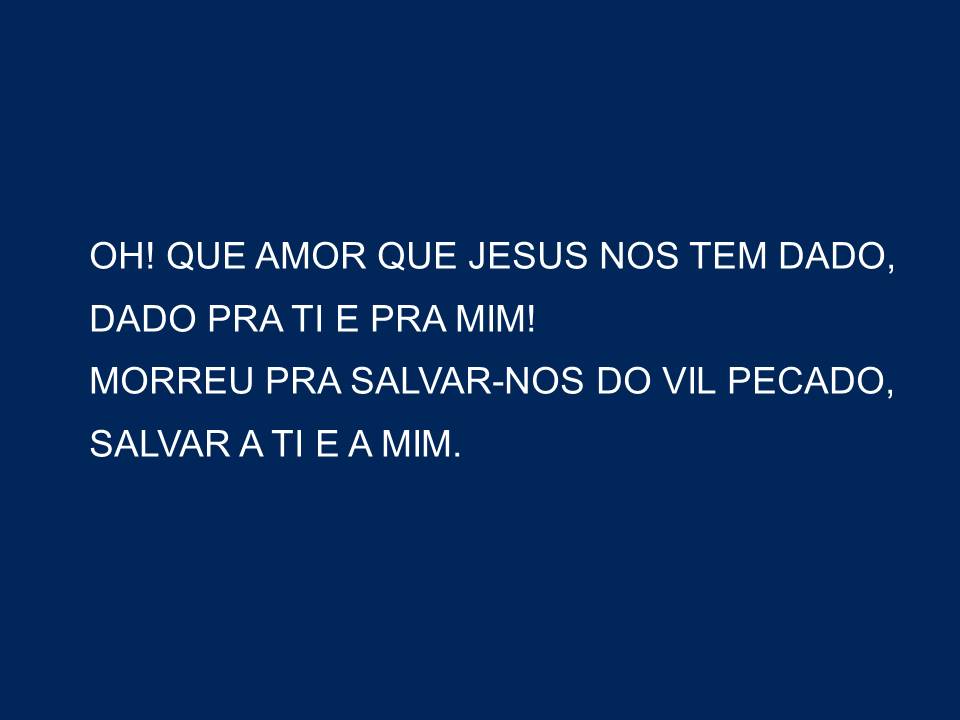 OH! QUE AMOR QUE JESUS NOS TEM DADO,
DADO PRA TI E PRA MIM!
MORREU PRA SALVAR-NOS DO VIL PECADO,
SALVAR A TI E A MIM.